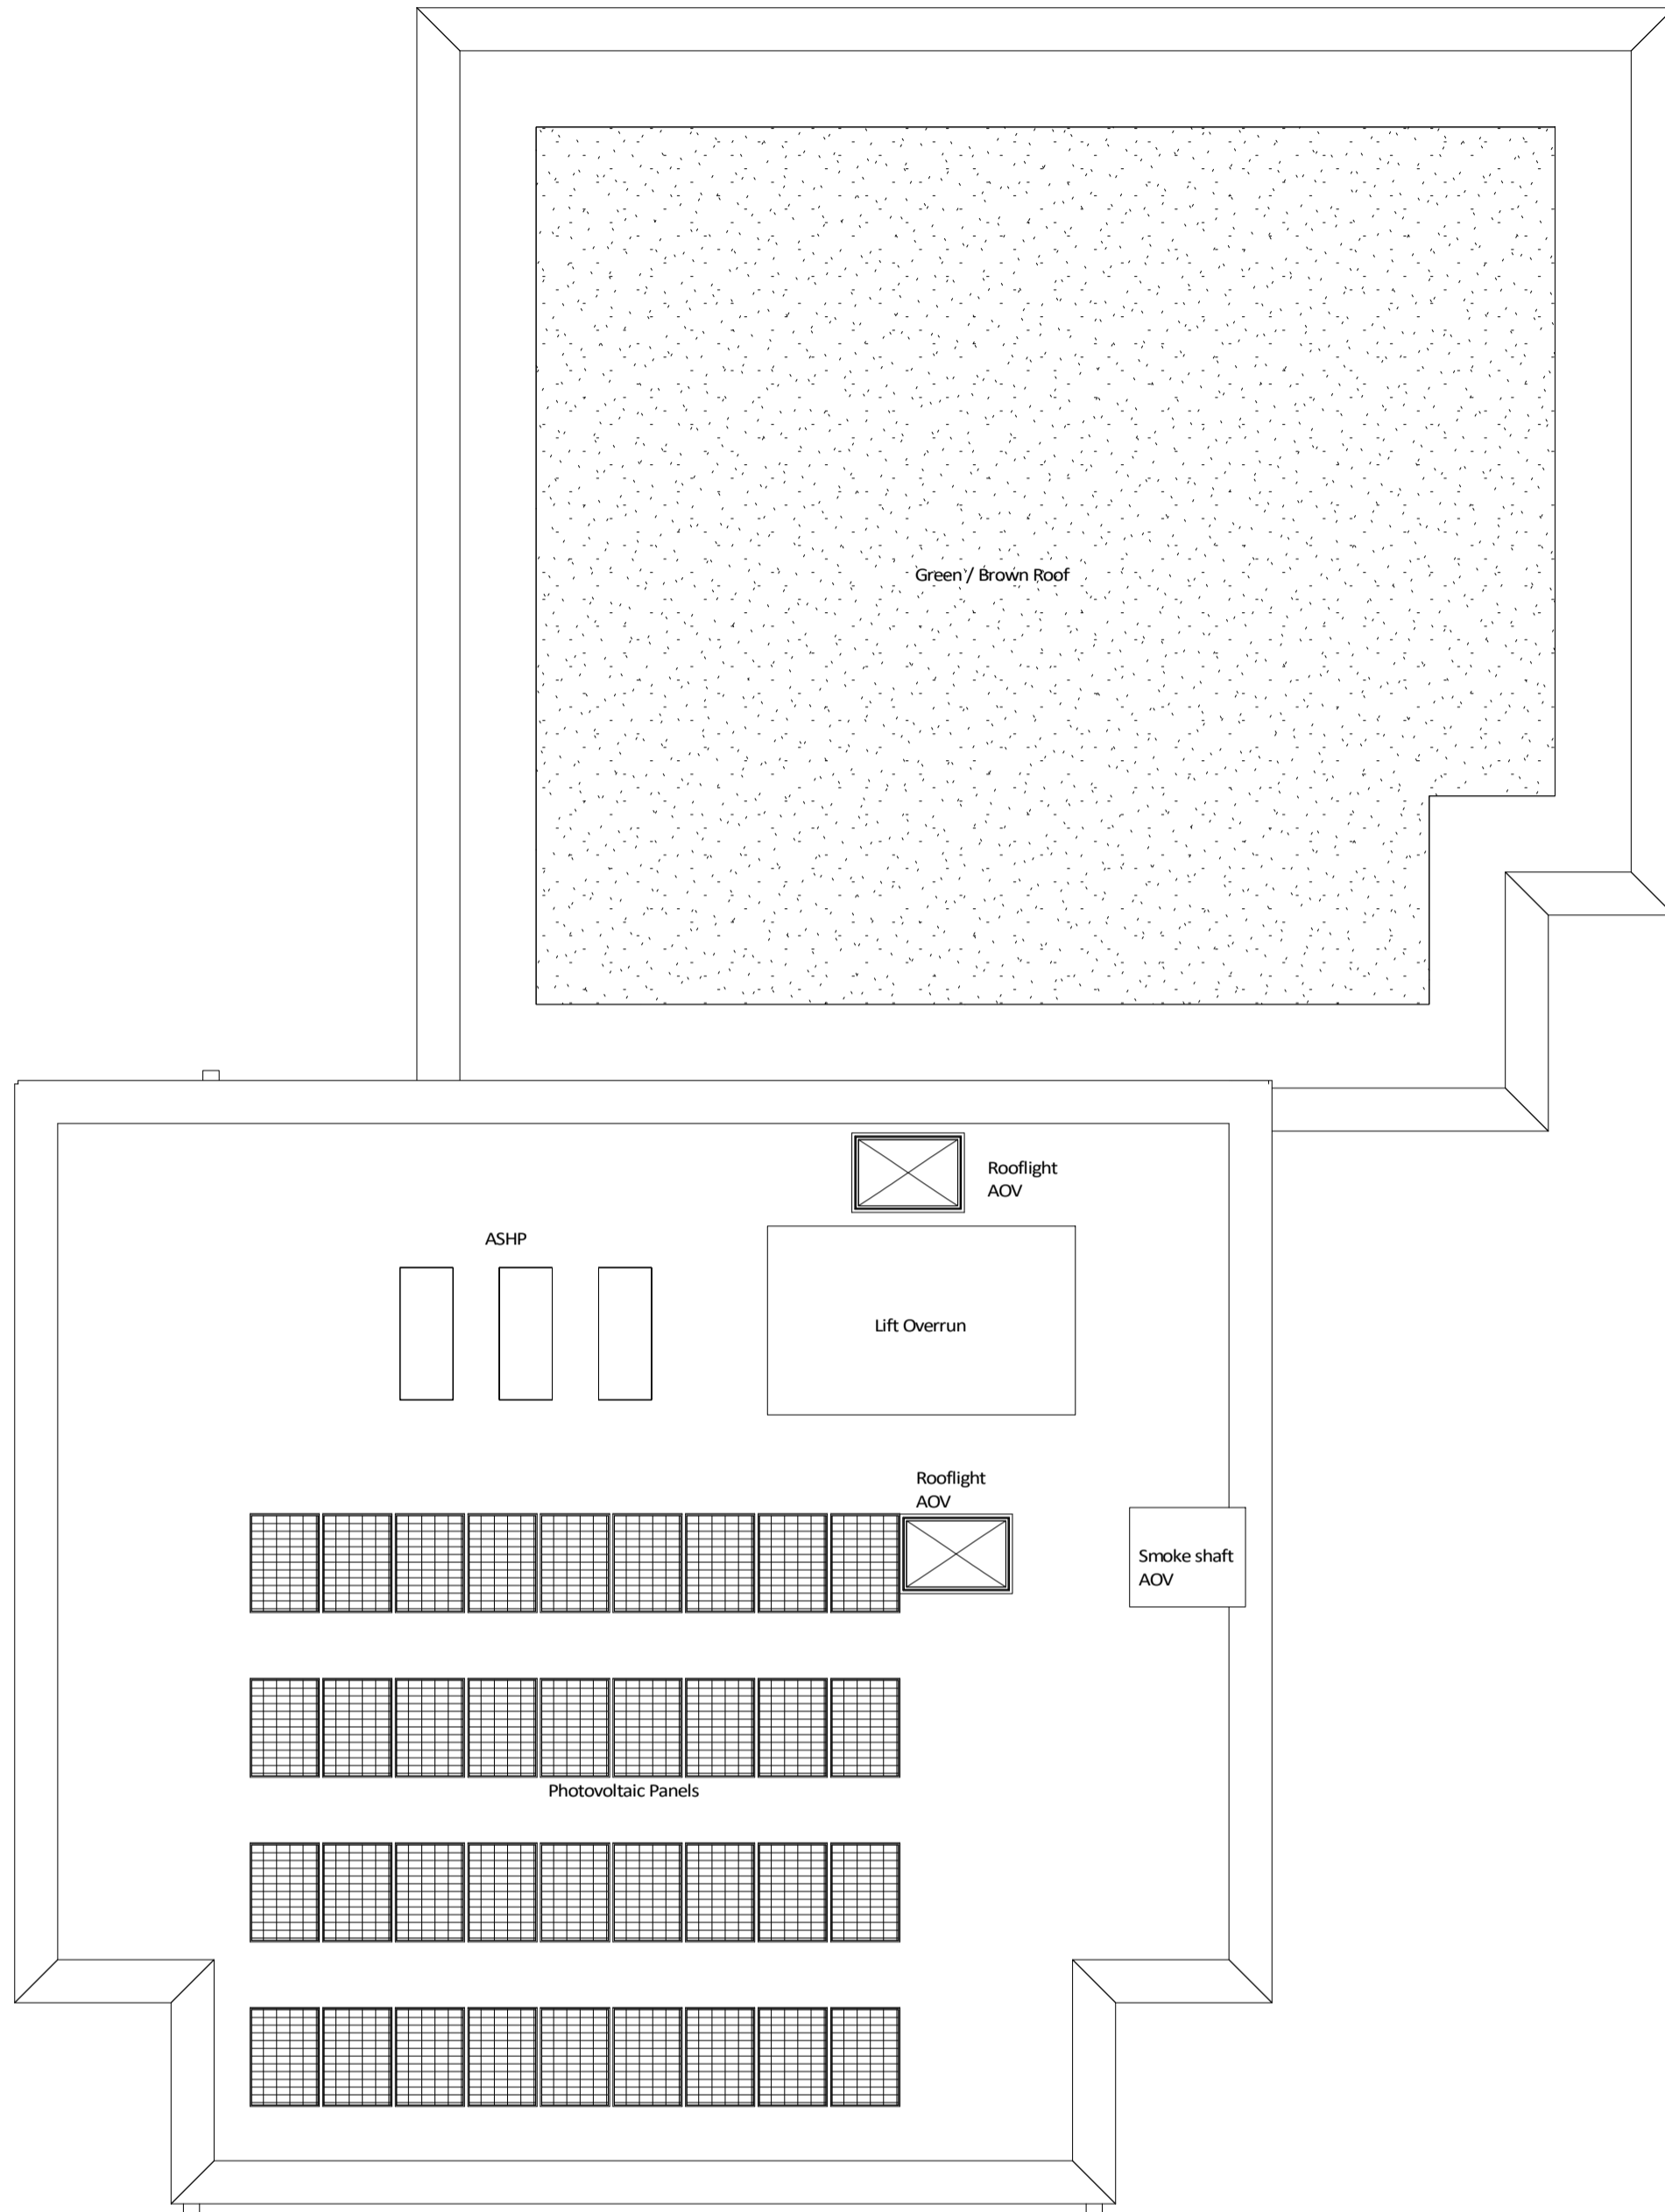 Green / Brown Roof
Rooflight
AOV
ASHP
Lift Overrun
Rooflight
AOV
Smoke shaft
AOV
Photovoltaic Panels